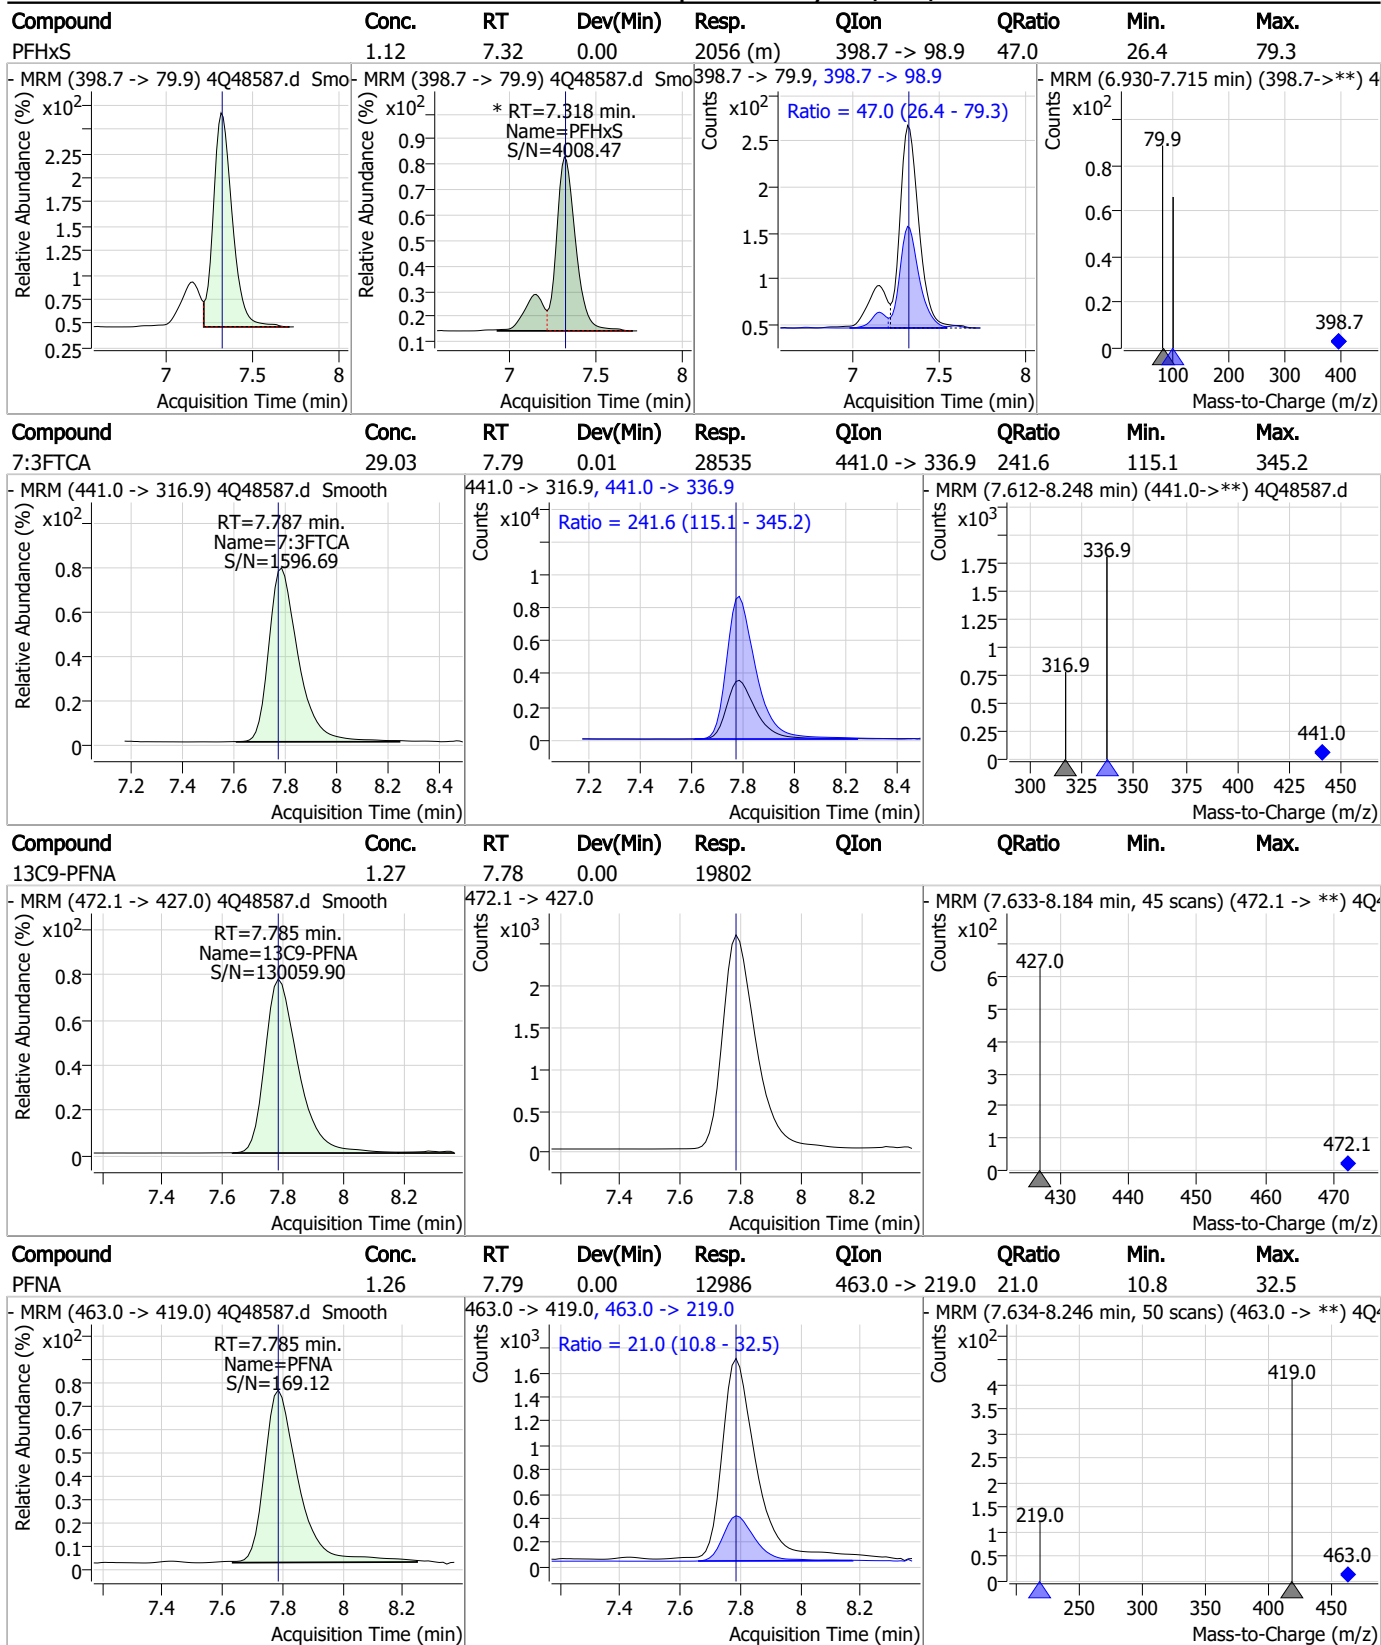 Compound Conc. RT Dev(Min) Resp. QIon QRatio Min. Max.
PFHxS 1.12 7.32 0.00 2056 (m) 398.7 -> 98.9 47.0 26.4 79.3
- MRM (398.7 -> 79.9) 4Q48587.d Smo
Relative Abundance (%)
x10²
2.25
2
1.75
1.5
1.25
1
0.75
0.5
0.25
7 7.5 8
Acquisition Time (min)
- MRM (398.7 -> 79.9) 4Q48587.d Smo
Relative Abundance (%)
x10²
* RT=7.318 min.
Name=PFHxS
S/N=4008.47
0.9
0.8
0.7
0.6
0.5
0.4
0.3
0.2
0.1
7 7.5 8
Acquisition Time (min)
398.7 -> 79.9, 398.7 -> 98.9
Counts
x10²
Ratio = 47.0 (26.4 - 79.3)
2.5
2
1.5
1
0.5
7 7.5 8
Acquisition Time (min)
- MRM (6.930-7.715 min) (398.7->**) 4
Counts
x10²
79.9
0.8
0.6
0.4
0.2
0
398.7
100 200 300 400
Mass-to-Charge (m/z)
Compound Conc. RT Dev(Min) Resp. QIon QRatio Min. Max.
7:3FTCA 29.03 7.79 0.01 28535 441.0 -> 336.9 241.6 115.1 345.2
- MRM (441.0 -> 316.9) 4Q48587.d Smooth
Relative Abundance (%)
x10²
RT=7.787 min.
Name=7:3FTCA
S/N=1596.69
0.8
0.6
0.4
0.2
0
7.2 7.4 7.6 7.8 8 8.2 8.4
Acquisition Time (min)
441.0 -> 316.9, 441.0 -> 336.9
Counts
x10⁴
Ratio = 241.6 (115.1 - 345.2)
1
0.8
0.6
0.4
0.2
0
7.2 7.4 7.6 7.8 8 8.2 8.4
Acquisition Time (min)
- MRM (7.612-8.248 min) (441.0->**) 4Q48587.d
Counts
x10³
336.9
1.75
1.5
1.25
1
0.75
0.5
0.25
0
316.9
441.0
300 325 350 375 400 425 450
Mass-to-Charge (m/z)
Compound Conc. RT Dev(Min) Resp. QIon QRatio Min. Max.
13C9-PFNA 1.27 7.78 0.00 19802
- MRM (472.1 -> 427.0) 4Q48587.d Smooth
Relative Abundance (%)
x10²
RT=7.785 min.
Name=13C9-PFNA
S/N=130059.90
0.8
0.6
0.4
0.2
0
7.4 7.6 7.8 8 8.2
Acquisition Time (min)
472.1 -> 427.0
Counts
x10³
2
1.5
1
0.5
0
7.4 7.6 7.8 8 8.2
Acquisition Time (min)
- MRM (7.633-8.184 min, 45 scans) (472.1 -> **) 4Q4
Counts
x10²
427.0
6
5
4
3
2
1
0
472.1
430 440 450 460 470
Mass-to-Charge (m/z)
Compound Conc. RT Dev(Min) Resp. QIon QRatio Min. Max.
PFNA 1.26 7.79 0.00 12986 463.0 -> 219.0 21.0 10.8 32.5
- MRM (463.0 -> 419.0) 4Q48587.d Smooth
Relative Abundance (%)
x10²
RT=7.785 min.
Name=PFNA
S/N=169.12
0.8
0.7
0.6
0.5
0.4
0.3
0.2
0.1
0
7.4 7.6 7.8 8 8.2
Acquisition Time (min)
463.0 -> 419.0, 463.0 -> 219.0
Counts
x10³
Ratio = 21.0 (10.8 - 32.5)
1.6
1.4
1.2
1
0.8
0.6
0.4
0.2
0
7.4 7.6 7.8 8 8.2
Acquisition Time (min)
- MRM (7.634-8.246 min, 50 scans) (463.0 -> **) 4Q4
Counts
x10²
419.0
4
3.5
3
2.5
2
1.5
1
0.5
0
219.0
463.0
250 300 350 400 450
Mass-to-Charge (m/z)